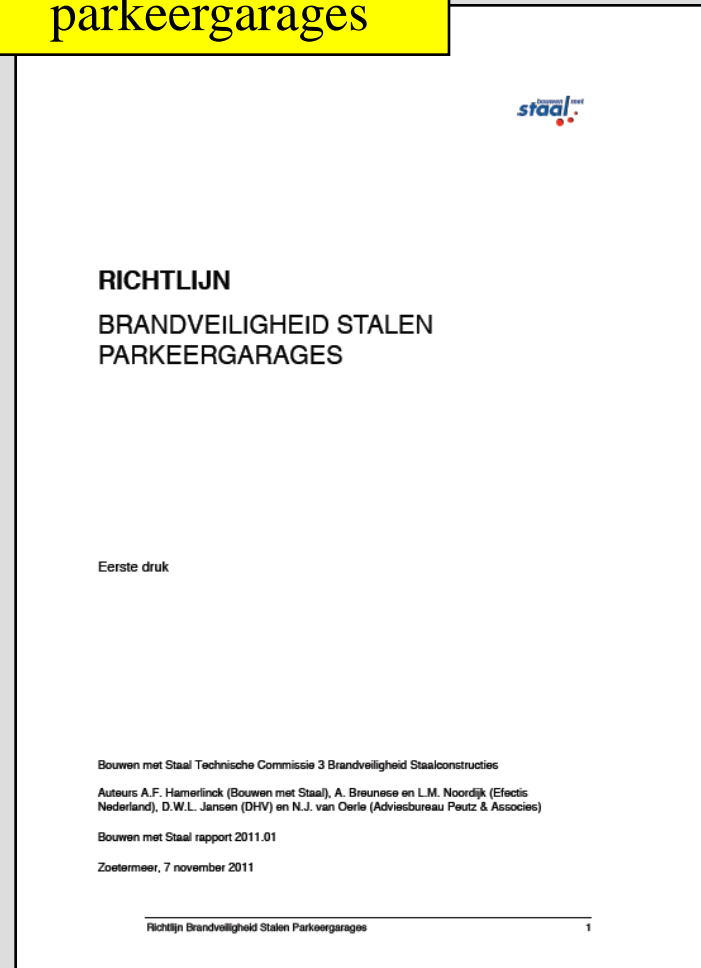 parkeergarages
bouwen met
staal
RICHTLIJN
BRANDVEILIGHEID STALEN
PARKEERGARAGES
Eerste druk
Bouwen met Staal Technische Commissie 3 Brandveiligheid Staalconstructies
Auteurs A.F. Hamerlinck (Bouwen met Staal), A. Breunese en L.M. Noordijk (Efectis
Nederland), D.W.L. Jansen (DHV) en N.J. van Oerle (Adviesbureau Peutz & Associes)
Bouwen met Staal rapport 2011.01
Zoetermeer, 7 november 2011
Richtlijn Brandveiligheid Stalen Parkeergarages 1